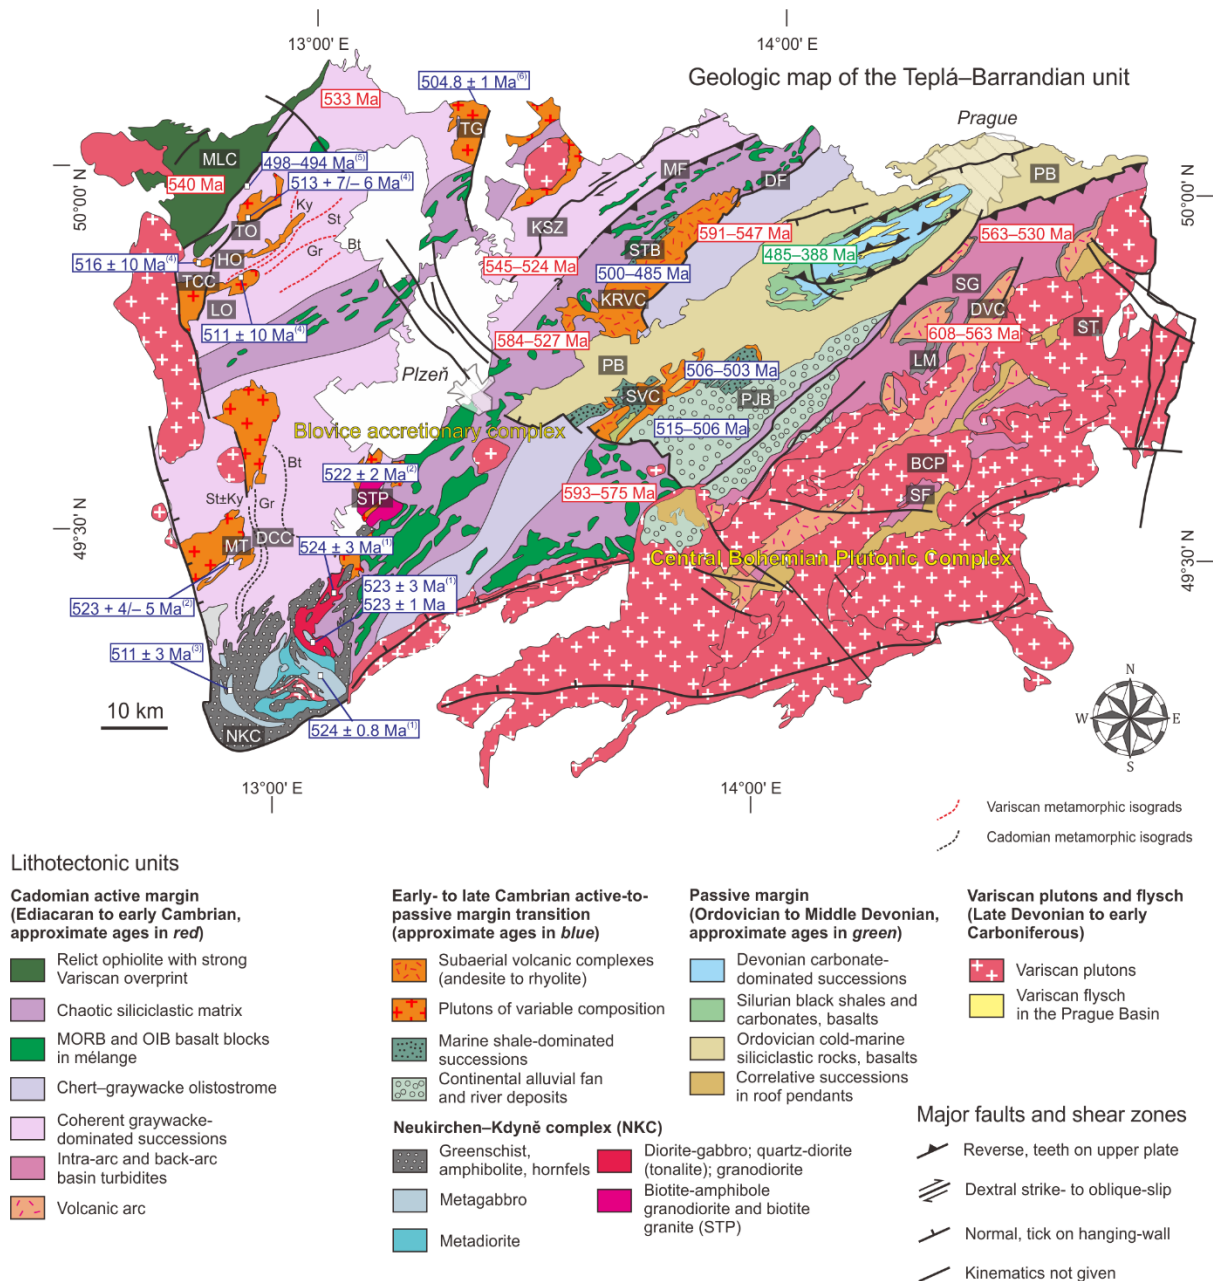 13°00' E
14°00' E
Geologic map of the Teplá–Barrandian unit
504.8 ± 1 Ma(6)
533 Ma
Prague
TG
MLC
498–494 Ma(5)
540 Ma
513 + 7/– 6 Ma(4)
MF
DF
PB
50°00' N
50°00' N
Ky
St
TO
KSZ
Bt
Gr
591–547 Ma
563–530 Ma
STB
485–388 Ma
516 ± 10 Ma(4)
HO
545–524 Ma
500–485 Ma
TCC
?
SG
LO
KRVC
DVC
ST
511 ± 10 Ma(4)
584–527 Ma
608–563 Ma
PB
LM
Plzeň
506–503 Ma
SVC
PJB
515–506 Ma
Blovice accretionary complex
Bt
522 ± 2 Ma(2)
BCP
593–575 Ma
SF
St±Ky
Gr
STP
49°30' N
49°30' N
MT
DCC
524 ± 3 Ma(1)
Central Bohemian Plutonic Complex
523 ± 3 Ma(1)
523 ± 1 Ma
523 + 4/– 5 Ma(2)
511 ± 3 Ma(3)
N
W
E
S
10 km
NKC
524 ± 0.8 Ma(1)
13°00' E
14°00' E
Variscan metamorphic isograds
Cadomian metamorphic isograds
Lithotectonic units
Cadomian active margin
(Ediacaran to early Cambrian,
approximate ages in red)
Relict ophiolite with strong
Variscan overprint
Chaotic siliciclastic matrix
MORB and OIB basalt blocks
in mélange
Chert–graywacke olistostrome
Coherent graywacke-
dominated successions
Intra-arc and back-arc
basin turbidites
Volcanic arc
Early- to late Cambrian active-to-
passive margin transition
(approximate ages in blue)
Subaerial volcanic complexes
(andesite to rhyolite)
Plutons of variable composition
Marine shale-dominated
successions
Continental alluvial fan
and river deposits
Neukirchen–Kdyně complex (NKC)
Greenschist,
amphibolite, hornfels
Metagabbro
Metadiorite
Diorite-gabbro; quartz-diorite
(tonalite); granodiorite
Biotite-amphibole
granodiorite and biotite
granite (STP)
Passive margin
(Ordovician to Middle Devonian,
approximate ages in green)
Devonian carbonate-
dominated successions
Silurian black shales and
carbonates, basalts
Ordovician cold-marine
siliciclastic rocks, basalts
Correlative successions
in roof pendants
Variscan plutons and flysch
(Late Devonian to early
Carboniferous)
Variscan plutons
Variscan flysch
in the Prague Basin
Major faults and shear zones
Reverse, teeth on upper plate
Dextral strike- to oblique-slip
Normal, tick on hanging-wall
Kinematics not given